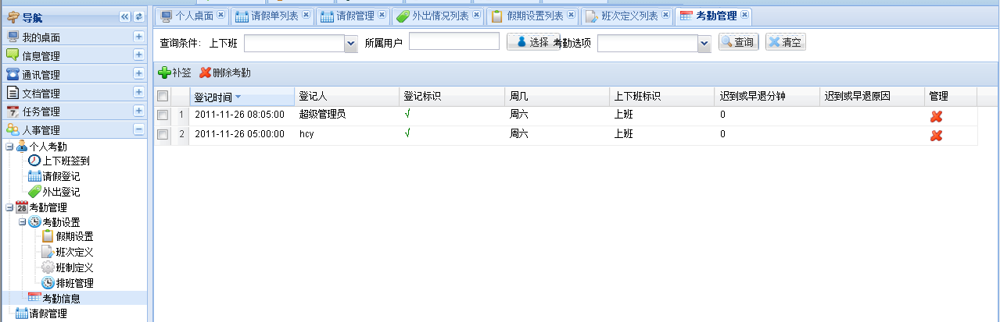 导航
我的桌面
信息管理
通讯管理
文档管理
任务管理
人事管理
个人考勤
上下班签到
请假登记
外出登记
考勤管理
考勤设置
假期设置
班次定义
班制定义
排班管理
考勤信息
请假管理
个人桌面 请假单列表 请假管理 外出情况列表 假期设置列表 班次定义列表 考勤管理
查询条件: 上下班 所属用户 选择 考勤选项 查询 清空
补签 删除考勤
登记时间 登记人 登记标识 周几 上下班标识 迟到或早退分钟 迟到或早退原因 管理
1 2011-11-26 08:05:00 超级管理员 √ 周六 上班 0
2 2011-11-26 05:00:00 hcy √ 周六 上班 0